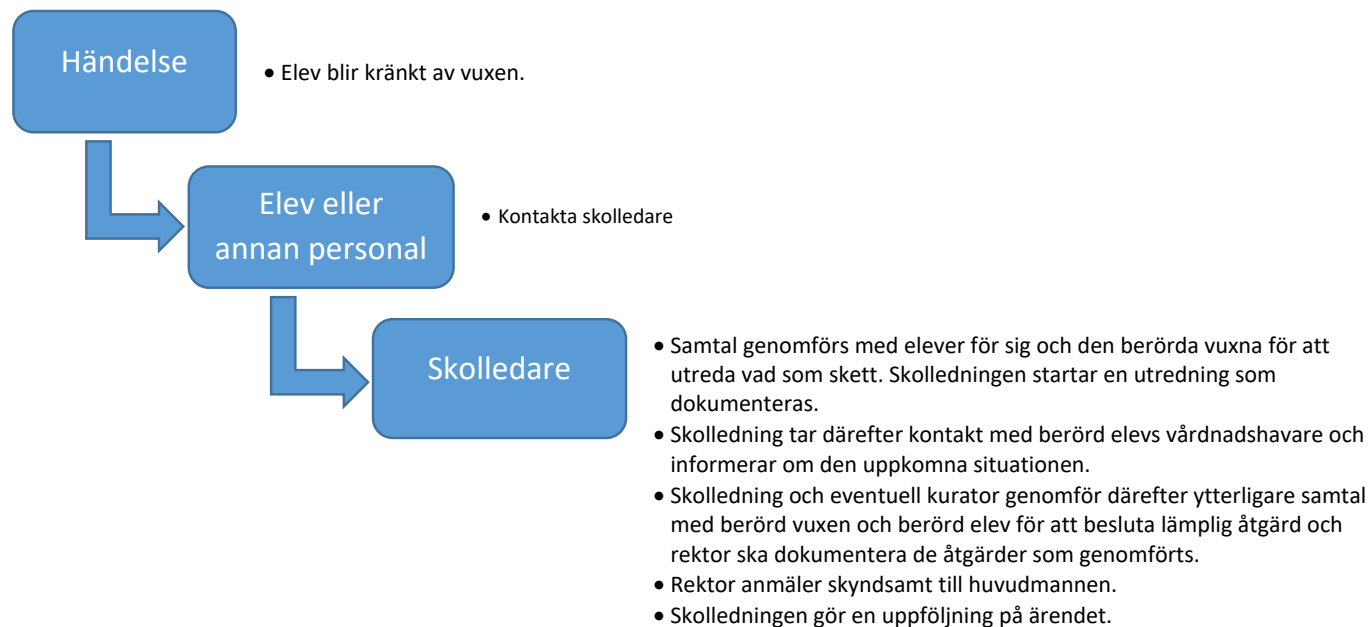 Händelse
• Elev blir kränkt av vuxen.
Elev eller
annan personal
• Kontakta skolledare
Skolledare
• Samtal genomförs med elever för sig och den berörda vuxna för att
utreda vad som skett. Skolledningen startar en utredning som
dokumenteras.
• Skolledning tar därefter kontakt med berörd elevs vårdnadshavare och
informerar om den uppkomna situationen.
• Skolledning och eventuell kurator genomför därefter ytterligare samtal
med berörd vuxen och berörd elev för att besluta lämplig åtgärd och
rektor ska dokumentera de åtgärder som genomförts.
• Rektor anmäler skyndsamt till huvudmannen.
• Skolledningen gör en uppföljning på ärendet.